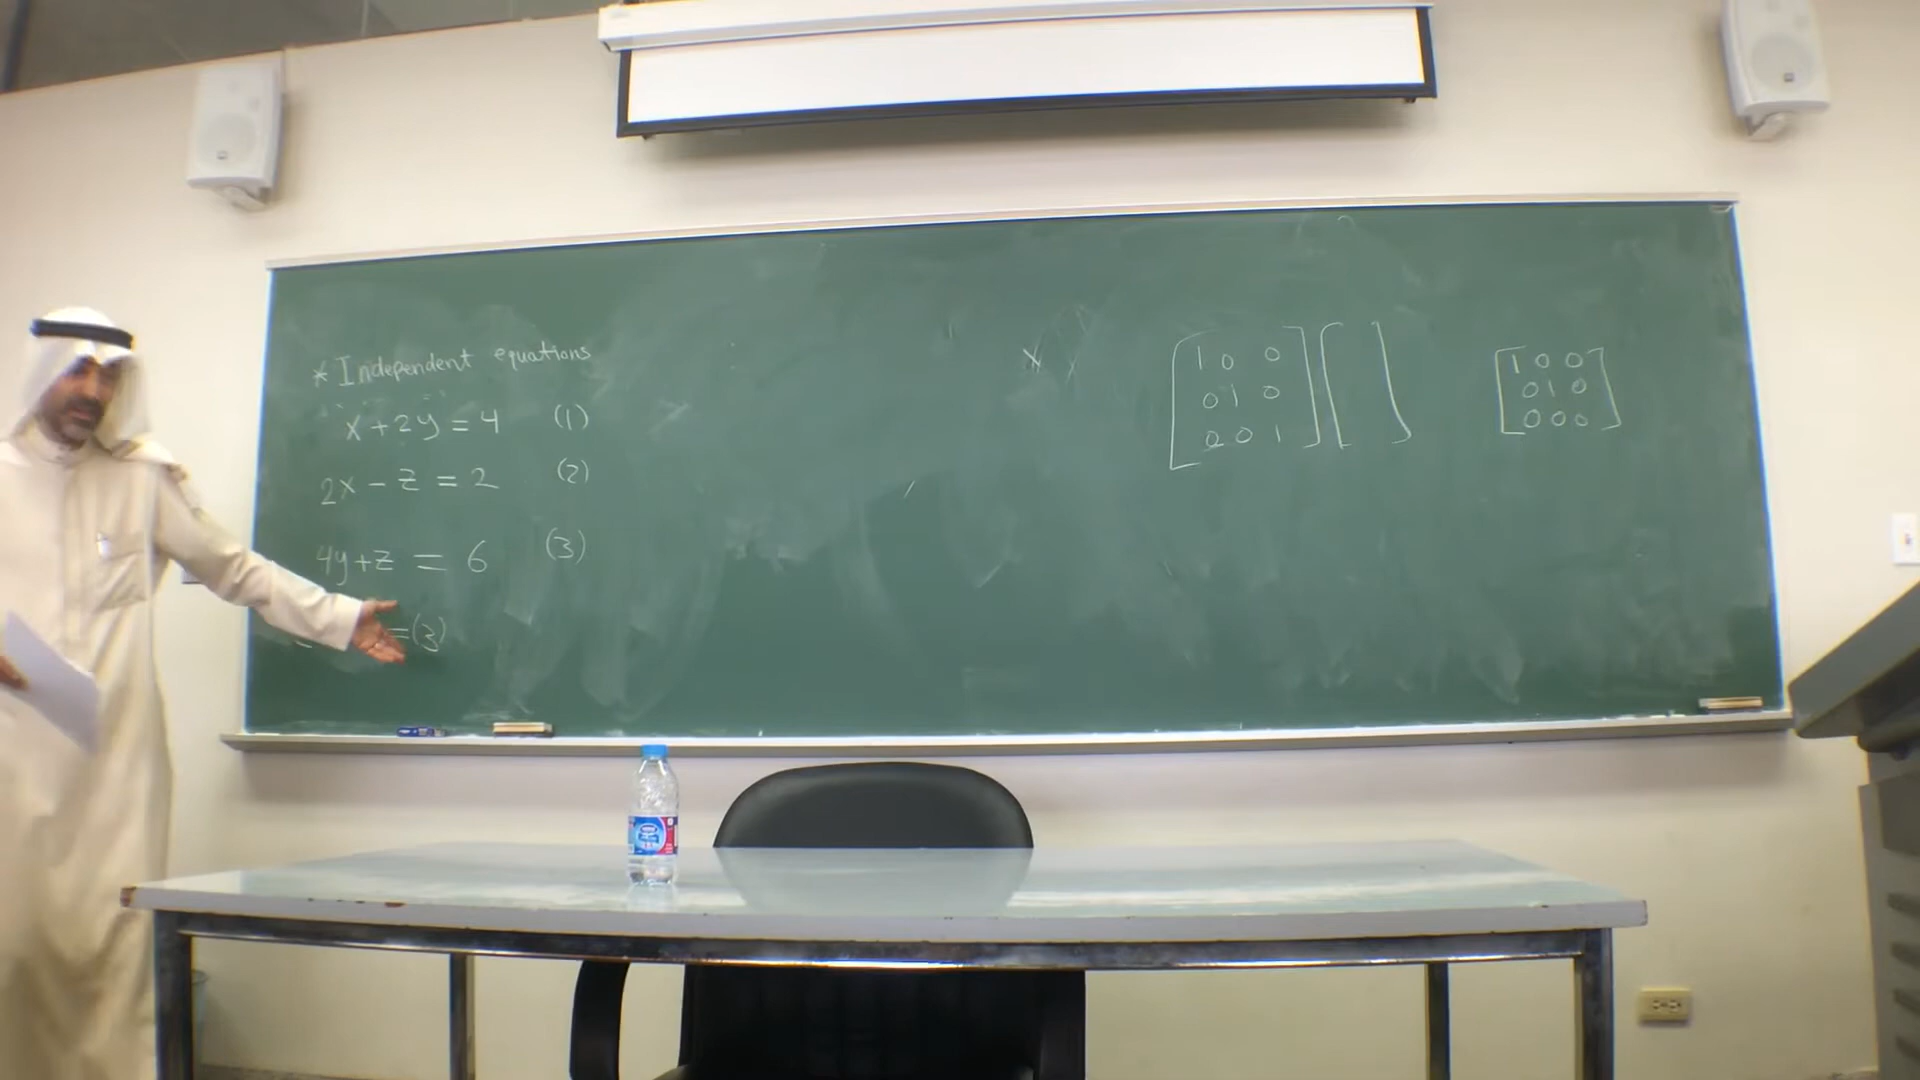 * Independent equations
x + 2y = 4 (1)
2x - z = 2 (2)
4y + z = 6 (3)
= (3)
1 0 0
0 1 0
0 0 1
1 0 0
0 1 0
0 0 0